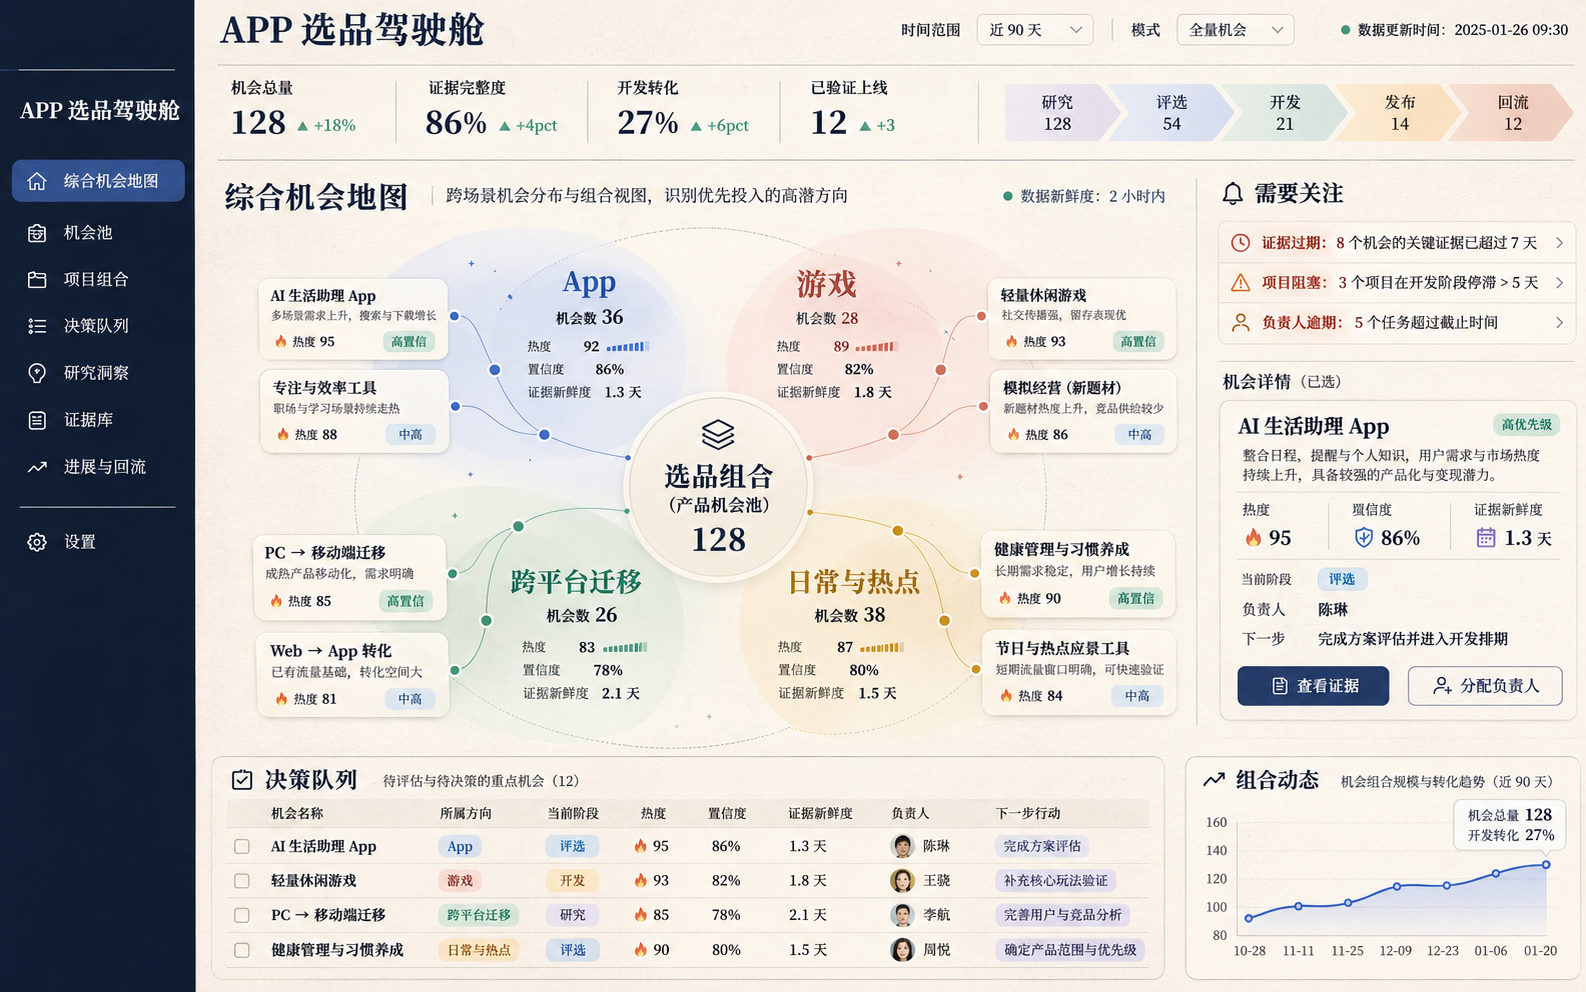 APP 选品驾驶舱
综合机会地图
机会池
项目组合
决策队列
研究洞察
证据库
进展与回流
设置
APP 选品驾驶舱
时间范围 近 90 天 模式 全量机会 数据更新时间：2025-01-26 09:30
机会总量
128 ▲ +18%
证据完整度
86% ▲ +4pct
开发转化
27% ▲ +6pct
已验证上线
12 ▲ +3
研究
128
评选
54
开发
21
发布
14
回流
12
综合机会地图 跨场景机会分布与组合视图，识别优先投入的高潜方向 数据新鲜度：2 小时内
AI 生活助理 App
多场景需求上升，搜索与下载增长
热度 95 高置信
专注与效率工具
职场与学习场景持续走热
热度 88 中高
App
机会数 36
热度 92
置信度 86%
证据新鲜度 1.3 天
游戏
机会数 28
热度 89
置信度 82%
证据新鲜度 1.8 天
轻量休闲游戏
社交传播强，留存表现优
热度 93 高置信
模拟经营（新题材）
新题材热度上升，竞品供给较少
热度 86 中高
选品组合
（产品机会池）
128
PC → 移动端迁移
成熟产品移动化，需求明确
热度 85 高置信
Web → App 转化
已有流量基础，转化空间大
热度 81 中高
跨平台迁移
机会数 26
热度 83
置信度 78%
证据新鲜度 2.1 天
日常与热点
机会数 38
热度 87
置信度 80%
证据新鲜度 1.5 天
健康管理与习惯养成
长期需求稳定，用户增长持续
热度 90 高置信
节日与热点应景工具
短期流量窗口明确，可快速验证
热度 84 中高
需要关注
证据过期：8 个机会的关键证据已超过 7 天
项目阻塞：3 个项目在开发阶段停滞 > 5 天
负责人逾期：5 个任务超过截止时间
机会详情（已选）
AI 生活助理 App 高优先级
整合日程，提醒与个人知识，用户需求与市场热度
持续上升，具备较强的产品化与变现潜力。
热度 置信度 证据新鲜度
95 86% 1.3 天
当前阶段 评选
负责人 陈琳
下一步 完成方案评估并进入开发排期
查看证据 分配负责人
决策队列 待评估与待决策的重点机会（12）
机会名称 所属方向 当前阶段 热度 置信度 证据新鲜度 负责人 下一步行动
AI 生活助理 App App 评选 95 86% 1.3 天 陈琳 完成方案评估
轻量休闲游戏 游戏 开发 93 82% 1.8 天 王骁 补充核心玩法验证
PC → 移动端迁移 跨平台迁移 研究 85 78% 2.1 天 李航 完善用户与竞品分析
健康管理与习惯养成 日常与热点 评选 90 80% 1.5 天 周悦 确定产品范围与优先级
组合动态 机会组合规模与转化趋势（近 90 天）
机会总量 128
开发转化 27%
160
140
120
100
80
10-28 11-11 11-25 12-09 12-23 01-06 01-20